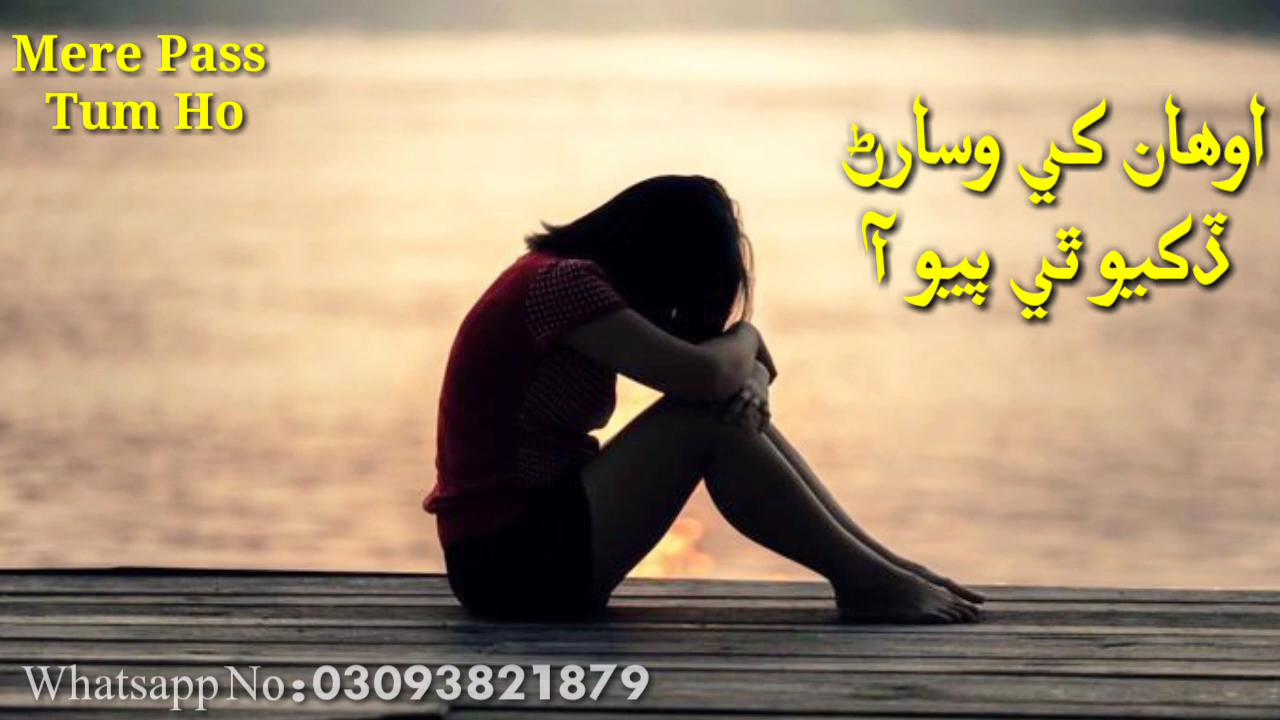 Mere Pass
Tum Ho
اوهان کي وسارڻ
ڏکيو ٿي پيو آ
Whatsapp No:03093821879